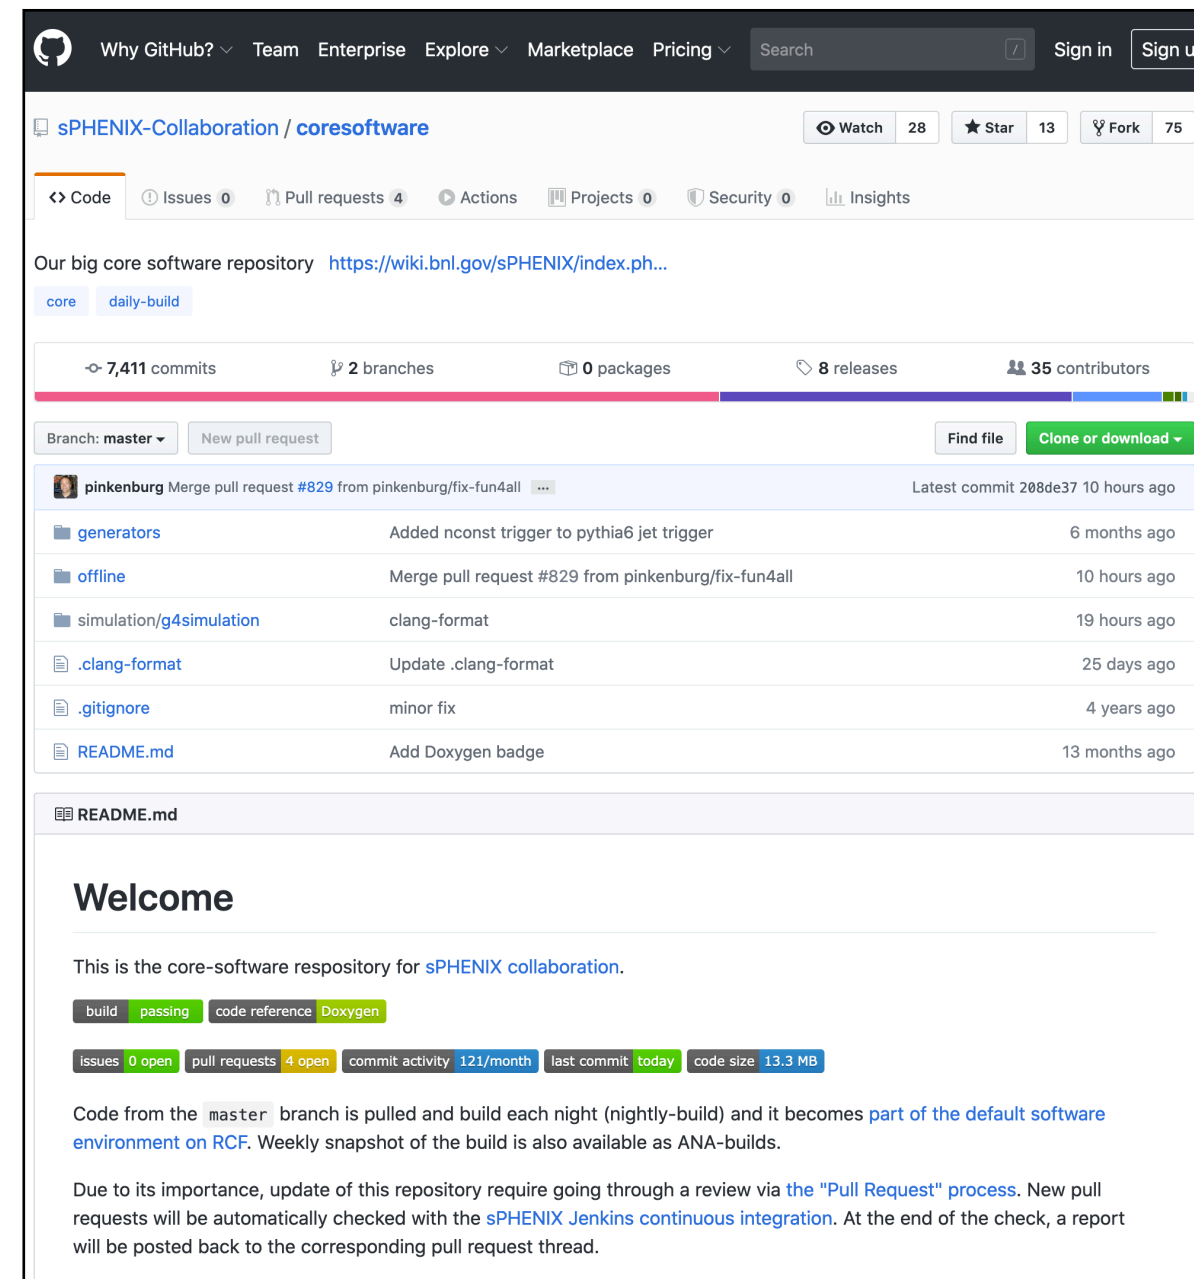 Why GitHub? Team Enterprise Explore Marketplace Pricing Search / Sign in Sign u
sPHENIX-Collaboration / coresoftware Watch 28 Star 13 Fork 75
<> Code Issues 0 Pull requests 4 Actions Projects 0 Security 0 Insights
Our big core software repository https://wiki.bnl.gov/sPHENIX/index.ph...
core daily-build
7,411 commits 2 branches 0 packages 8 releases 35 contributors
Branch: master New pull request Find file Clone or download
pinkenburg Merge pull request #829 from pinkenburg/fix-fun4all ... Latest commit 208de37 10 hours ago
generators Added nconst trigger to pythia6 jet trigger 6 months ago
offline Merge pull request #829 from pinkenburg/fix-fun4all 10 hours ago
simulation/g4simulation clang-format 19 hours ago
.clang-format Update .clang-format 25 days ago
.gitignore minor fix 4 years ago
README.md Add Doxygen badge 13 months ago
README.md
Welcome
This is the core-software respository for sPHENIX collaboration.
build passing code reference Doxygen
issues 0 open pull requests 4 open commit activity 121/month last commit today code size 13.3 MB
Code from the master branch is pulled and build each night (nightly-build) and it becomes part of the default software
environment on RCF. Weekly snapshot of the build is also available as ANA-builds.
Due to its importance, update of this repository require going through a review via the "Pull Request" process. New pull
requests will be automatically checked with the sPHENIX Jenkins continuous integration. At the end of the check, a report
will be posted back to the corresponding pull request thread.